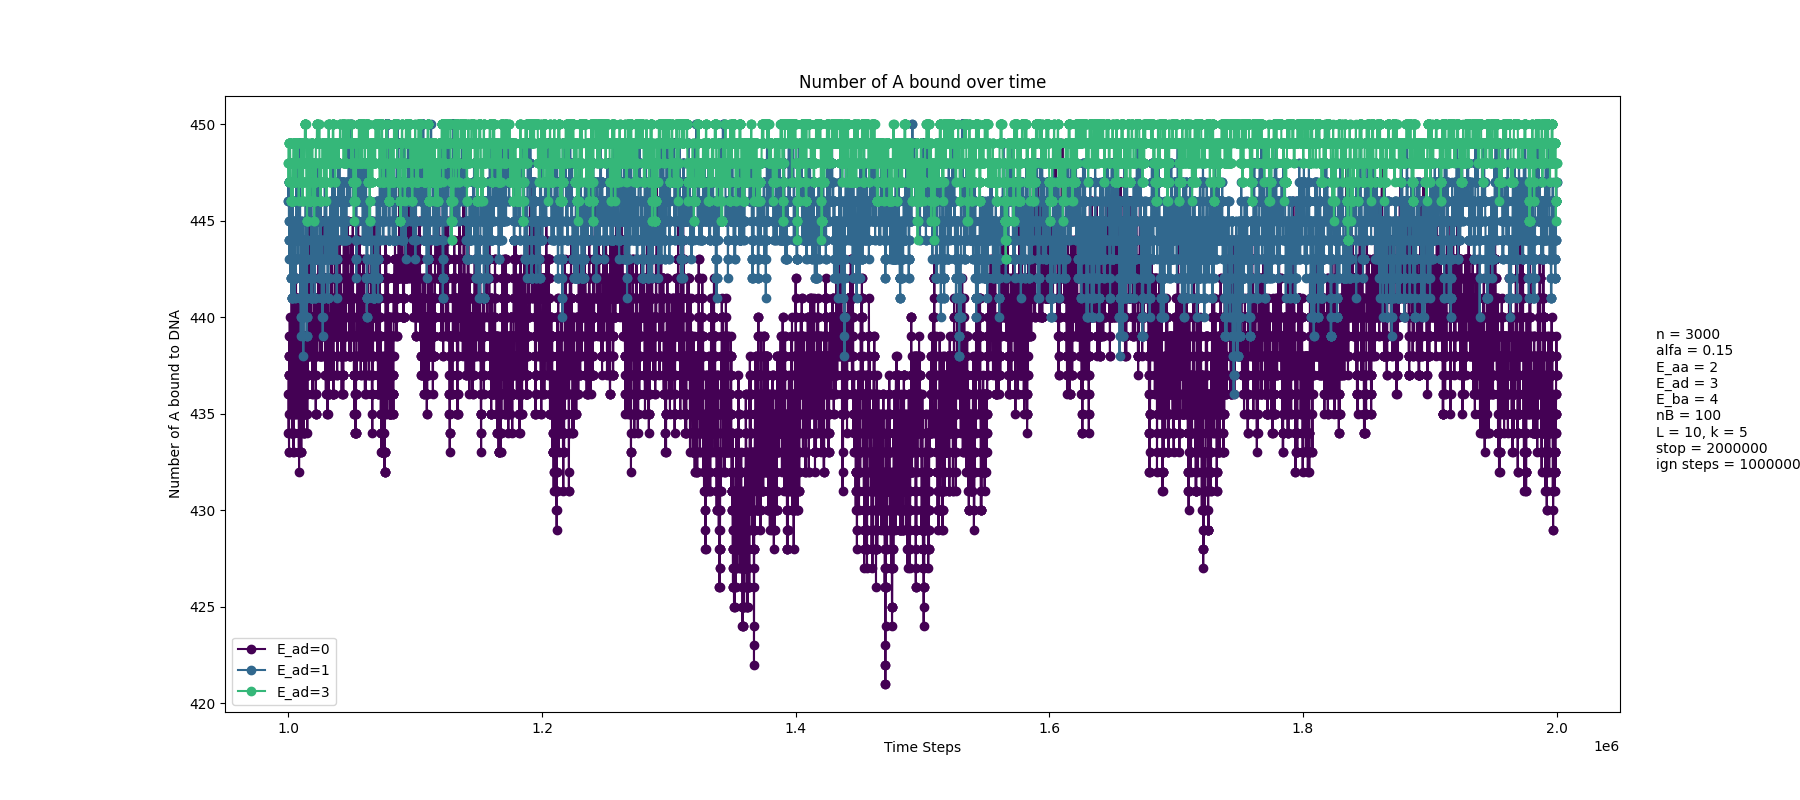 Number of A bound over time
Number of A bound to DNA
450
445
440
435
430
425
420
E_ad=0
E_ad=1
E_ad=3
1.0
1.2
1.4
1.6
1.8
2.0
1e6
Time Steps
n = 3000
alfa = 0.15
E_aa = 2
E_ad = 3
E_ba = 4
nB = 100
L = 10, k = 5
stop = 2000000
ign steps = 1000000